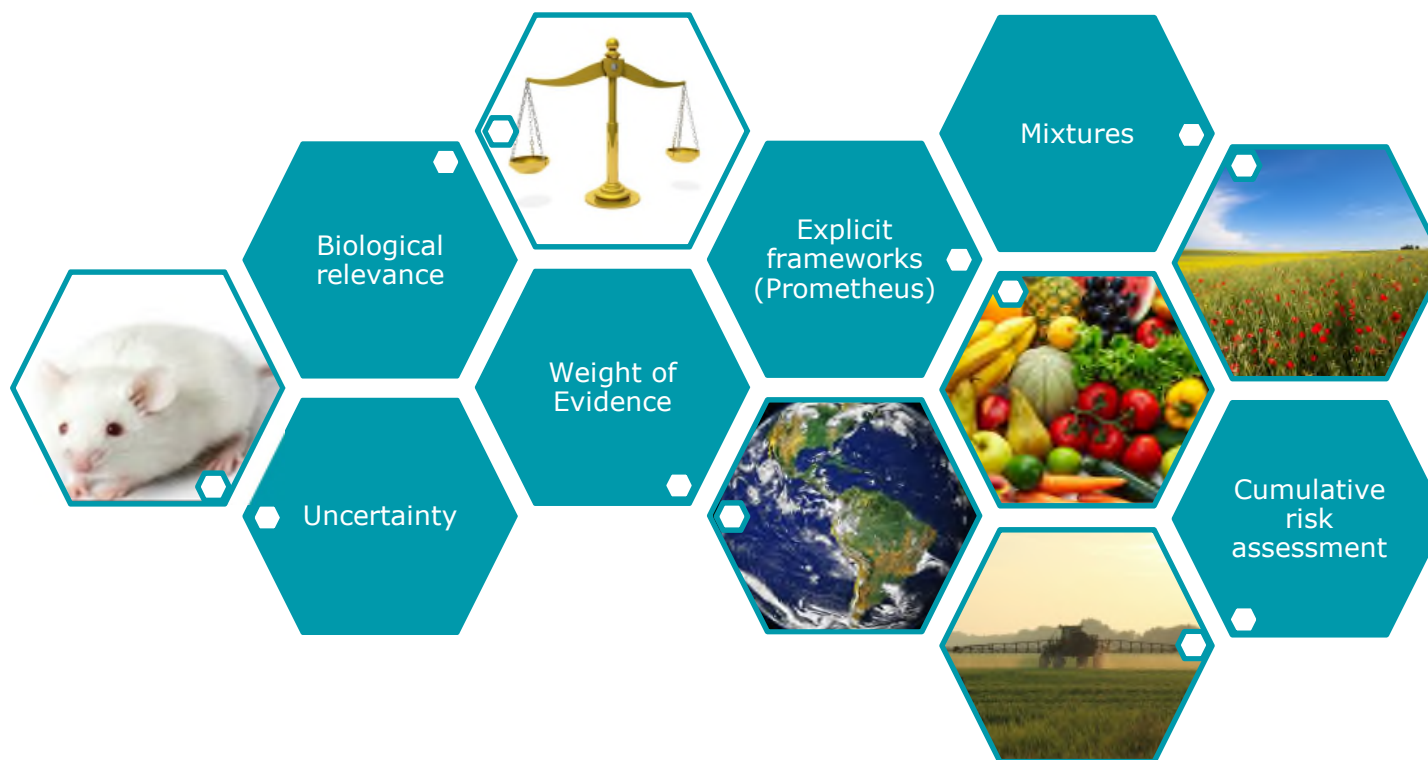 Biological
relevance
Uncertainty
Weight of
Evidence
Explicit
frameworks
(Prometheus)
Mixtures
Cumulative
risk
assessment